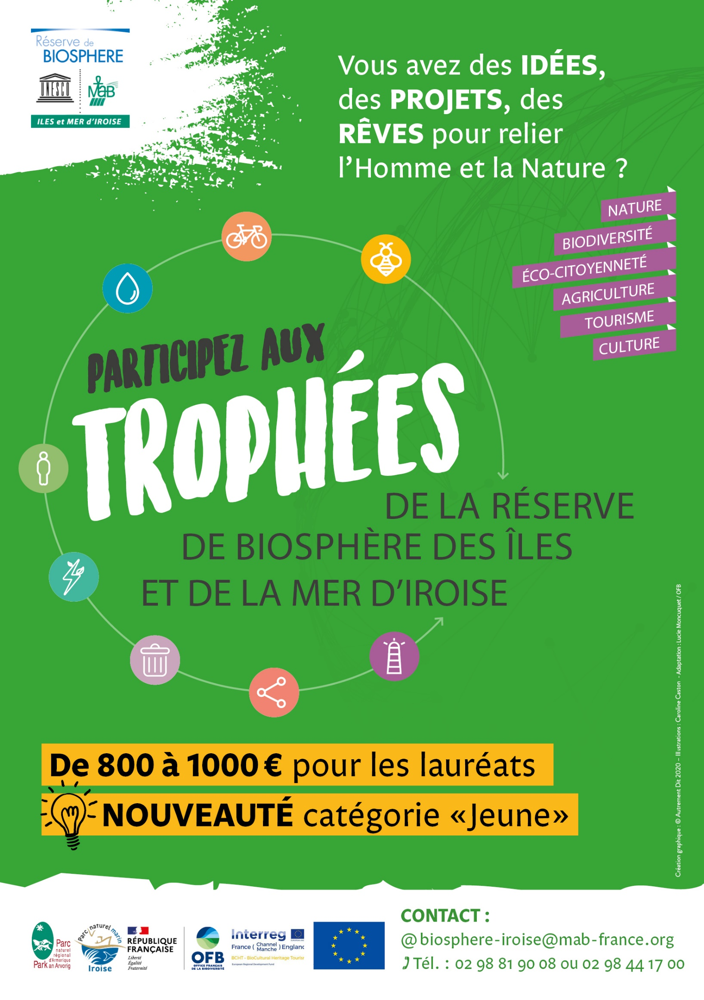 Réserve de
BIOSPHERE
UNESCO
MaB
ILES et MER d'IROISE
Vous avez des IDÉES,
des PROJETS, des
RÊVES pour relier
l'Homme et la Nature ?
NATURE
BIODIVERSITÉ
ÉCO-CITOYENNETÉ
AGRICULTURE
TOURISME
CULTURE
PARTICIPEZ AUX
TROPHÉES
DE LA RÉSERVE
DE BIOSPHÈRE DES ÎLES
ET DE LA MER D'IROISE
De 800 à 1000 € pour les lauréats
NOUVEAUTÉ catégorie «Jeune»
Création graphique : © Autrement Dit 2020 – Illustrations : Caroline Caston - Adaptation : Lucie Moncuquet / OFB
Parc
naturel
régional
d'Armorique
Park an Arvorig
Parc naturel marin
Iroise
RÉPUBLIQUE
FRANÇAISE
Liberté
Égalité
Fraternité
OFB
OFFICE FRANÇAIS
DE LA BIODIVERSITÉ
Interreg
EUROPEAN UNION
France ( Channel Manche ) Englanc
BCHT - BioCultural Heritage Tourisr
European Regional Development Fund
CONTACT :
@ biosphere-iroise@mab-france.org
Tél. : 02 98 81 90 08 ou 02 98 44 17 00